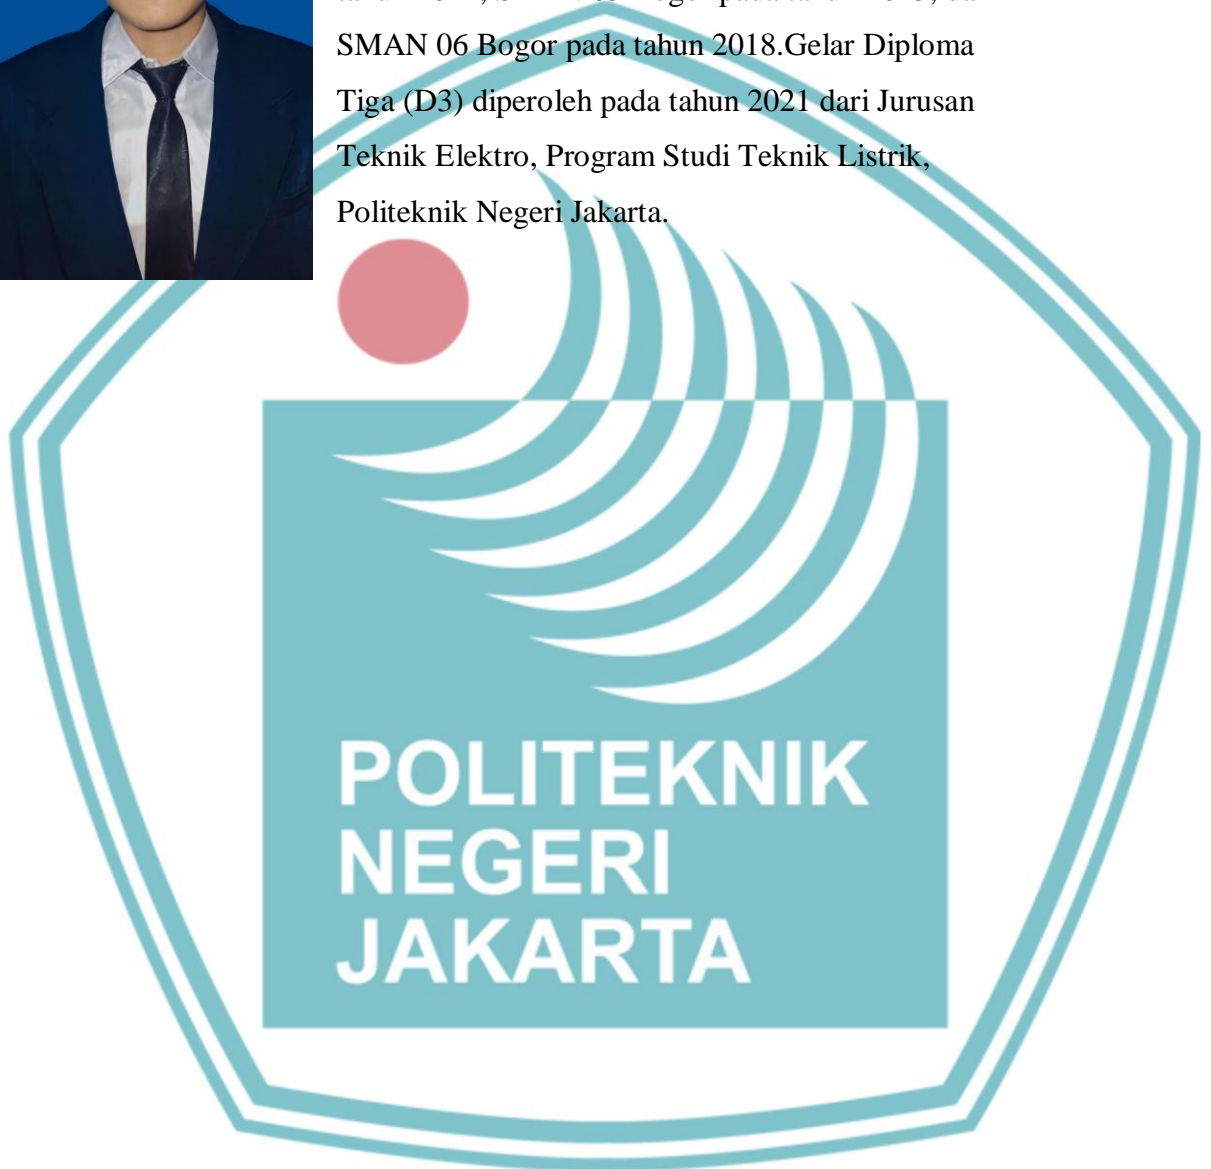 SMAN 06 Bogor pada tahun 2018.Gelar Diploma
Tiga (D3) diperoleh pada tahun 2021 dari Jurusan
Teknik Elektro, Program Studi Teknik Listrik,
Politeknik Negeri Jakarta.
POLITEKNIK
NEGERI
JAKARTA